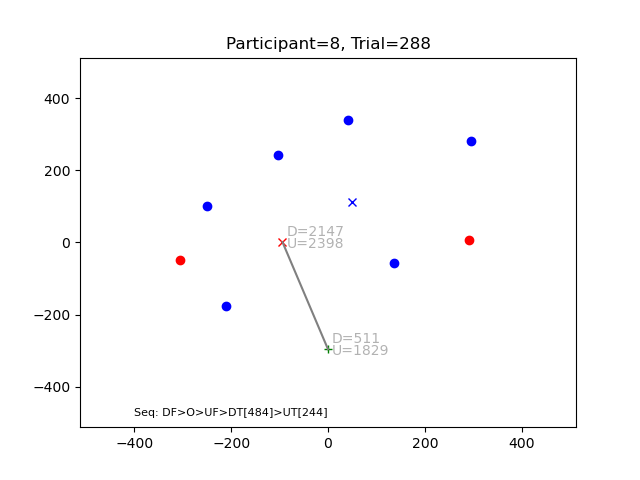 Participant=8, Trial=288
400
200
0
−200
−400
D=2147
U=2398
D=511
U=1829
Seq: DF>O>UF>DT[484]>UT[244]
−400
−200
0
200
400